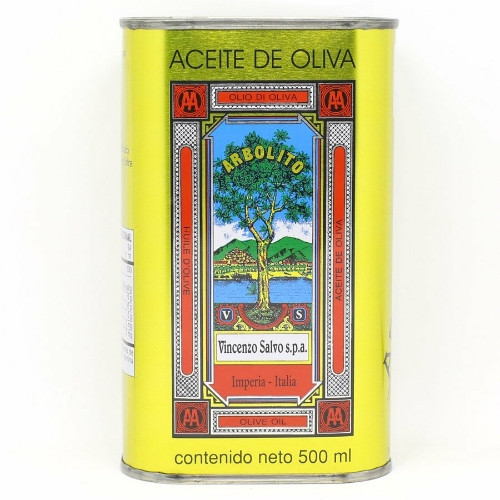 ACEITE DE OLIVA
AA
OLIO DI OLIVA
AA
ARBOLITO
HUILE D'OLIVE
ACEITE DE OLIVA
V S
Vincenzo Salvo s.p.a.
Imperia - Italia
AA
OLIVE OIL
AA
contenido neto 500 ml